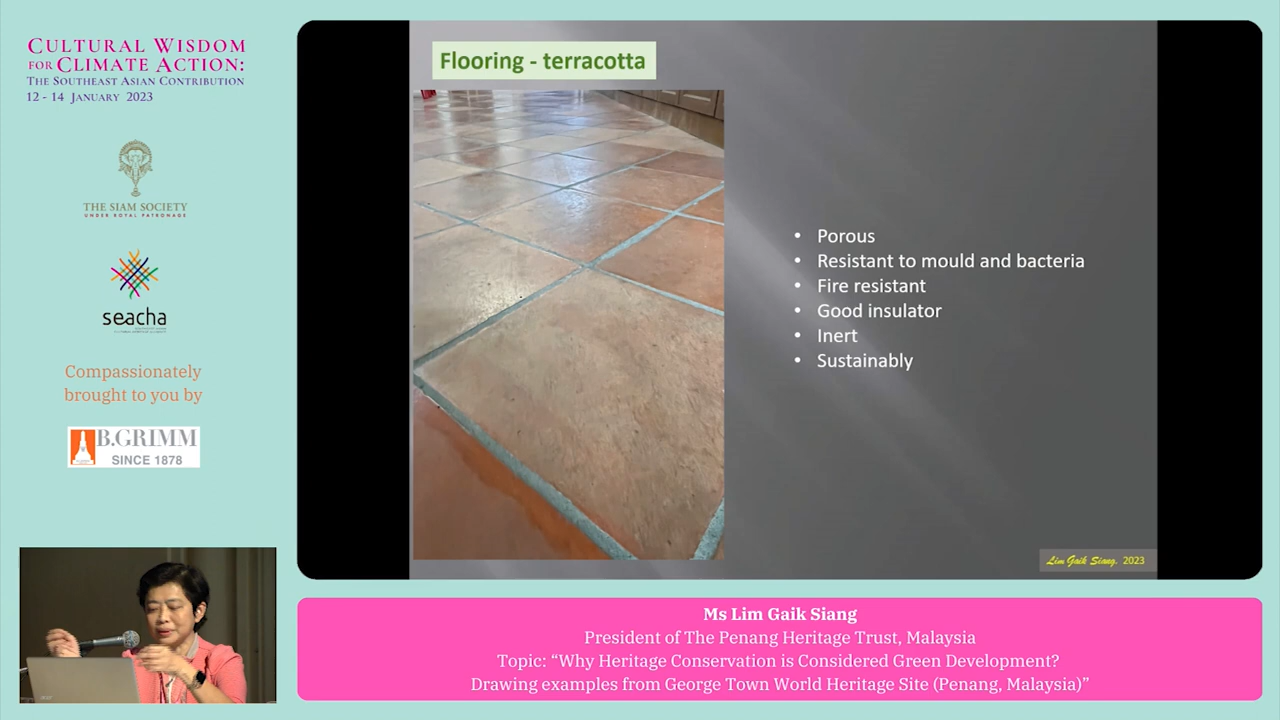 CULTURAL WISDOM
FOR CLIMATE ACTION:
THE SOUTHEAST ASIAN CONTRIBUTION
12 - 14 JANUARY 2023
THE SIAM SOCIETY
UNDER ROYAL PATRONAGE
seacha
Compassionately
brought to you by
B.GRIMM
SINCE 1878
Flooring - terracotta
• Porous
• Resistant to mould and bacteria
• Fire resistant
• Good insulator
• Inert
• Sustainably
Lim Gaik Siang, 2023
Ms Lim Gaik Siang
President of The Penang Heritage Trust, Malaysia
Topic: “Why Heritage Conservation is Considered Green Development?
Drawing examples from George Town World Heritage Site (Penang, Malaysia)”